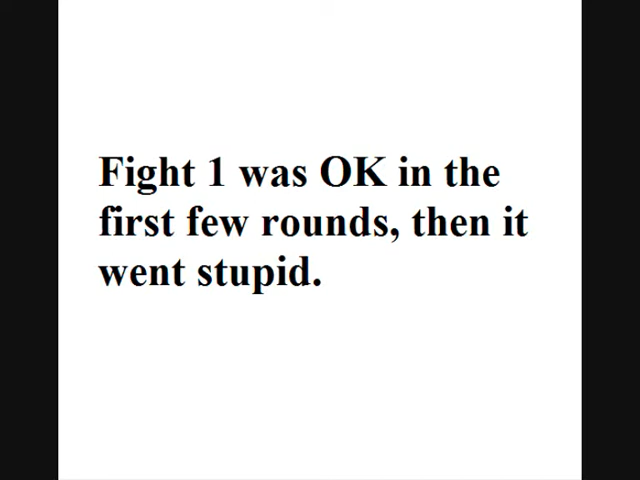 Fight 1 was OK in the
first few rounds, then it
went stupid.